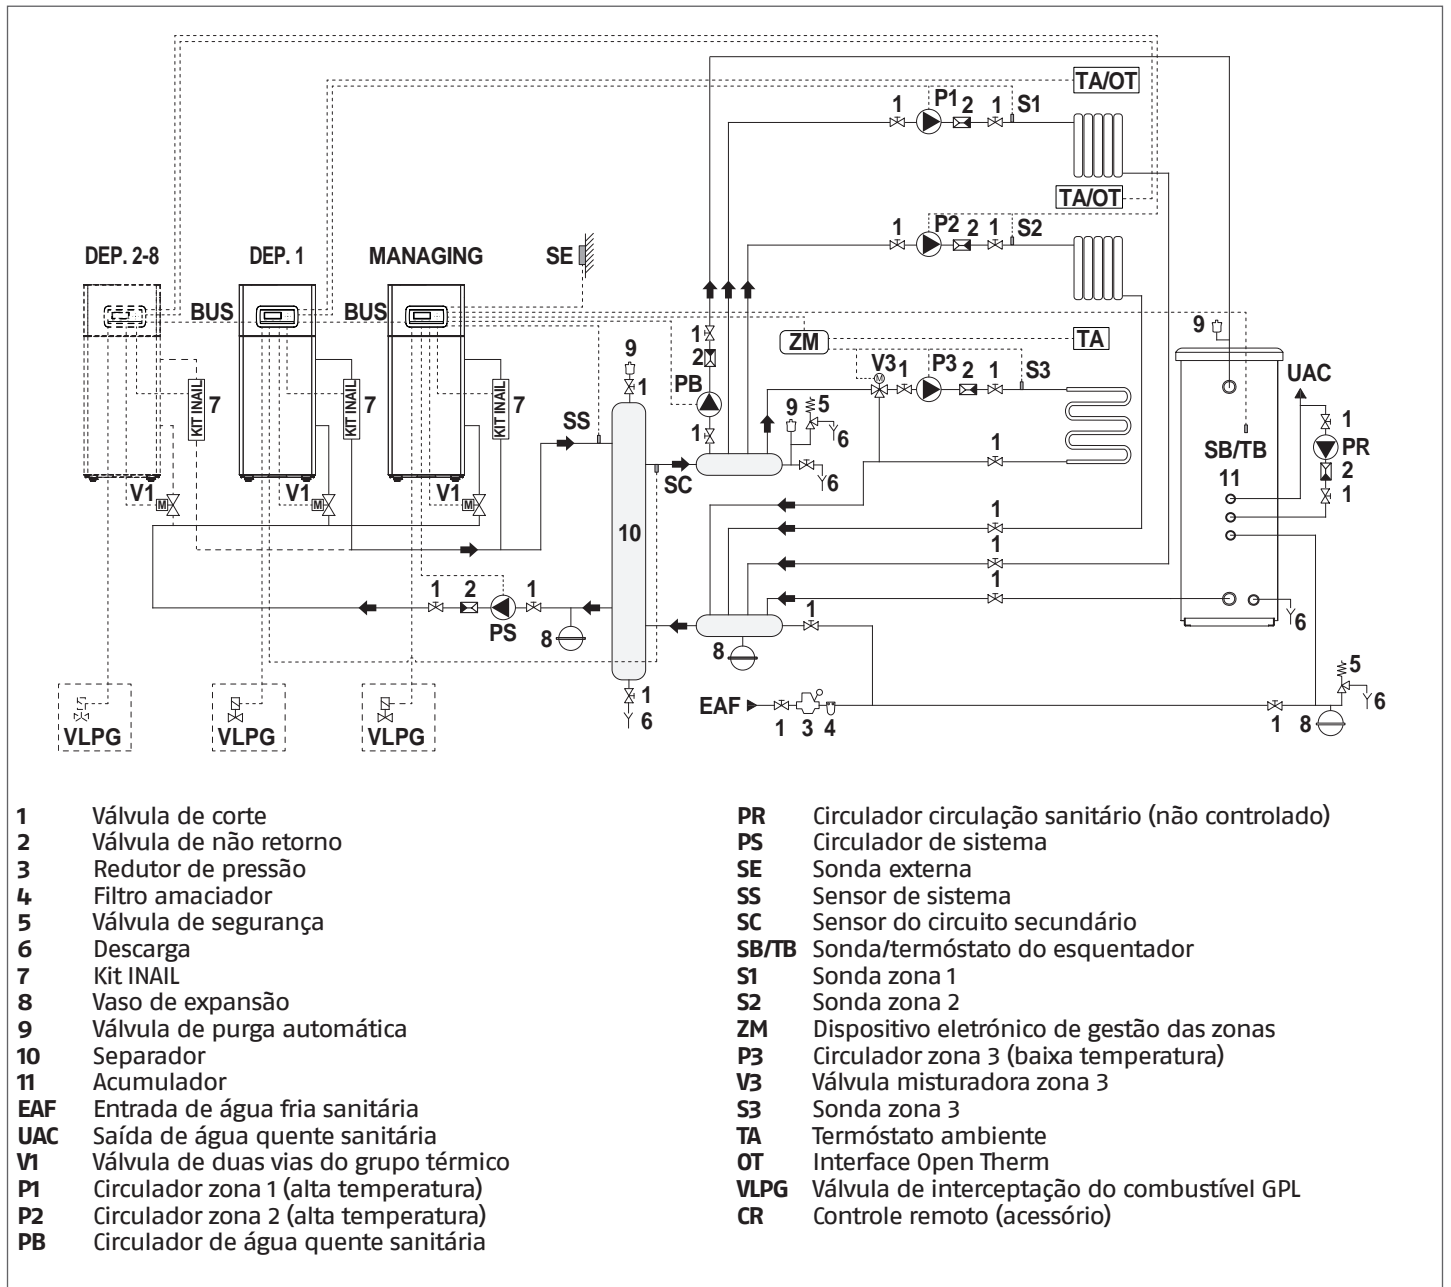 TA/OT
1 P1 2 1 S1
TA/OT
1 P2 2 1 S2
DEP. 2-8 DEP. 1 MANAGING SE
BUS BUS
9
1 ZM TA 9
2 V3 1 P3 2 1 S3
9 1 PB UAC
KIT INAIL 7 KIT INAIL 7 KIT INAIL 7 SS 9 5 1
1 6 1 SB/TB PR
V1 V1 V1 SC 6 11 2
M M M M 1
10 1
1
1 2 1 1
PS 8 8 1 6
5
VLPG VLPG VLPG 1 6 EAF 1 3 4 1 8 6
1 Válvula de corte
2 Válvula de não retorno
3 Redutor de pressão
4 Filtro amaciador
5 Válvula de segurança
6 Descarga
7 Kit INAIL
8 Vaso de expansão
9 Válvula de purga automática
10 Separador
11 Acumulador
EAF Entrada de água fria sanitária
UAC Saída de água quente sanitária
V1 Válvula de duas vias do grupo térmico
P1 Circulador zona 1 (alta temperatura)
P2 Circulador zona 2 (alta temperatura)
PB Circulador de água quente sanitária
PR Circulador circulação sanitário (não controlado)
PS Circulador de sistema
SE Sonda externa
SS Sensor de sistema
SC Sensor do circuito secundário
SB/TB Sonda/termóstato do esquentador
S1 Sonda zona 1
S2 Sonda zona 2
ZM Dispositivo eletrónico de gestão das zonas
P3 Circulador zona 3 (baixa temperatura)
V3 Válvula misturadora zona 3
S3 Sonda zona 3
TA Termóstato ambiente
OT Interface Open Therm
VLPG Válvula de interceptação do combustível GPL
CR Controle remoto (acessório)